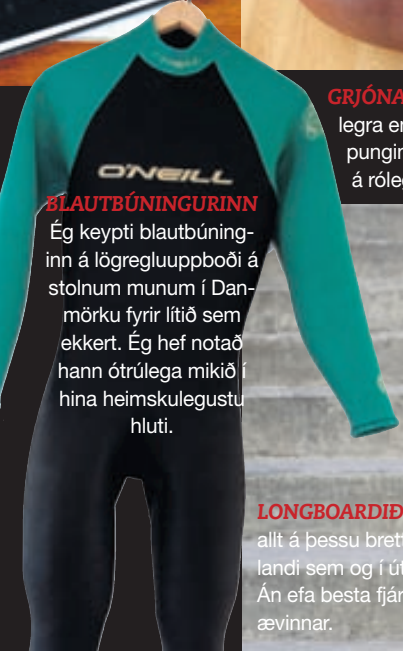 O'NEILL
BLAUTBÚNINGURINN
Ég keypti blautbúning-
inn á lögregluuppboði á
stolnum munum í Dan-
mörku fyrir lítið sem
ekkert. Ég hef notað
hann ótrúlega mikið í
hina heimskulegustu
hluti.
GRJÓNA
legra en
pungin
á róleg
LONGBOARDIÐ
allt á þessu brett
landi sem og í út
Án efa besta fjár
ævinnar.